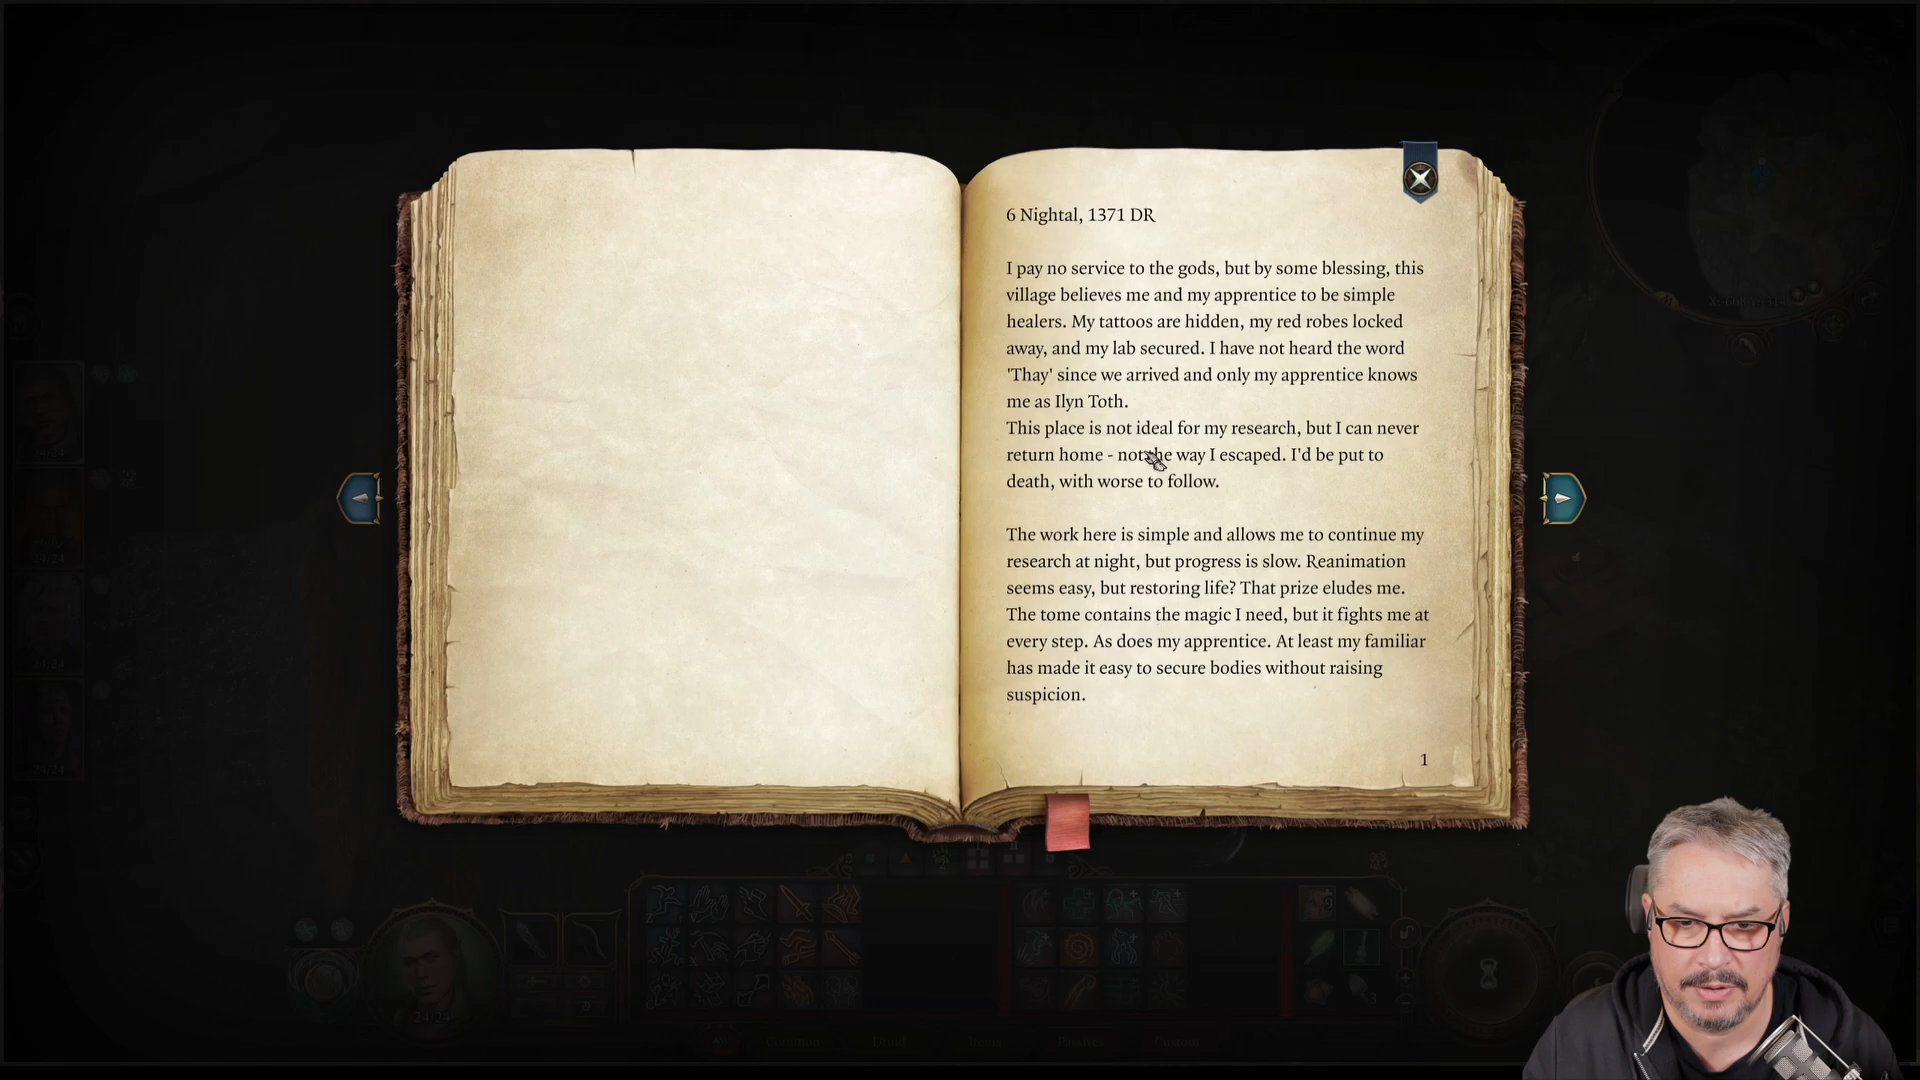 6 Nightal, 1371 DR
I pay no service to the gods, but by some blessing, this
village believes me and my apprentice to be simple
healers. My tattoos are hidden, my red robes locked
away, and my lab secured. I have not heard the word
'Thay' since we arrived and only my apprentice knows
me as Ilyn Toth.
This place is not ideal for my research, but I can never
return home - not the way I escaped. I'd be put to
death, with worse to follow.
The work here is simple and allows me to continue my
research at night, but progress is slow. Reanimation
seems easy, but restoring life? That prize eludes me.
The tome contains the magic I need, but it fights me at
every step. As does my apprentice. At least my familiar
has made it easy to secure bodies without raising
suspicion.
1
24/24
Common Druid Items Passives Custom